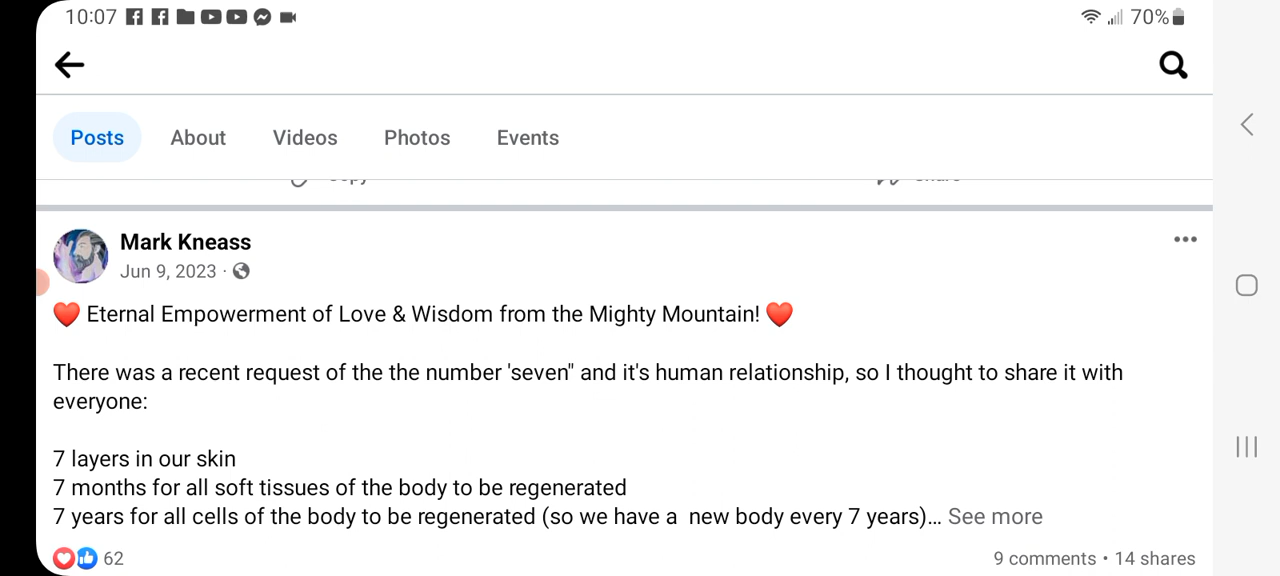 10:07 70%
Posts About Videos Photos Events
Copy Share
Mark Kneass
Jun 9, 2023 ·
❤️ Eternal Empowerment of Love & Wisdom from the Mighty Mountain! ❤️
There was a recent request of the the number 'seven" and it's human relationship, so I thought to share it with
everyone:
7 layers in our skin
7 months for all soft tissues of the body to be regenerated
7 years for all cells of the body to be regenerated (so we have a  new body every 7 years)... See more
62 9 comments • 14 shares